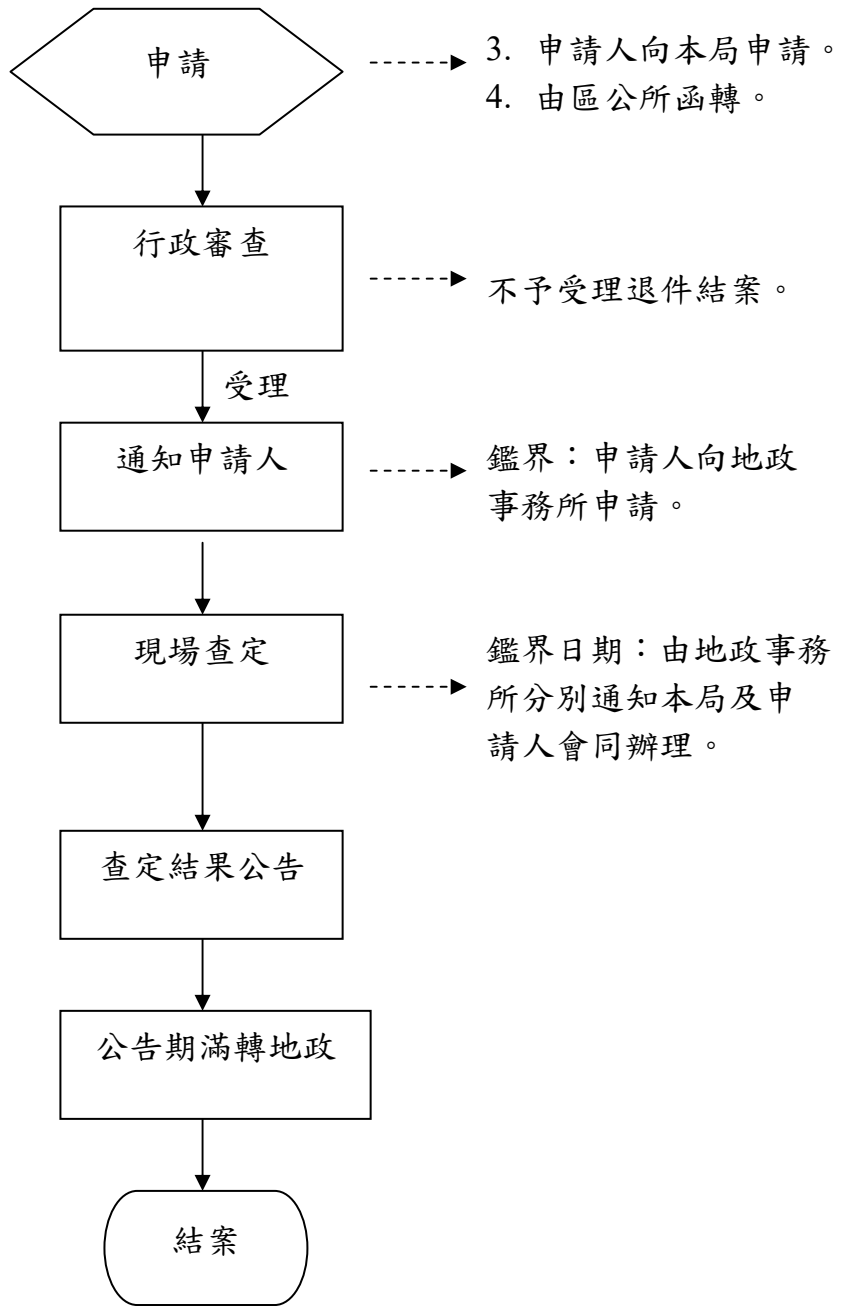 申請
3. 申請人向本局申請。
4. 由區公所函轉。
行政審查
不予受理退件結案。
受理
通知申請人
鑑界：申請人向地政
事務所申請。
現場查定
鑑界日期：由地政事務
所分別通知本局及申
請人會同辦理。
查定結果公告
公告期滿轉地政
結案